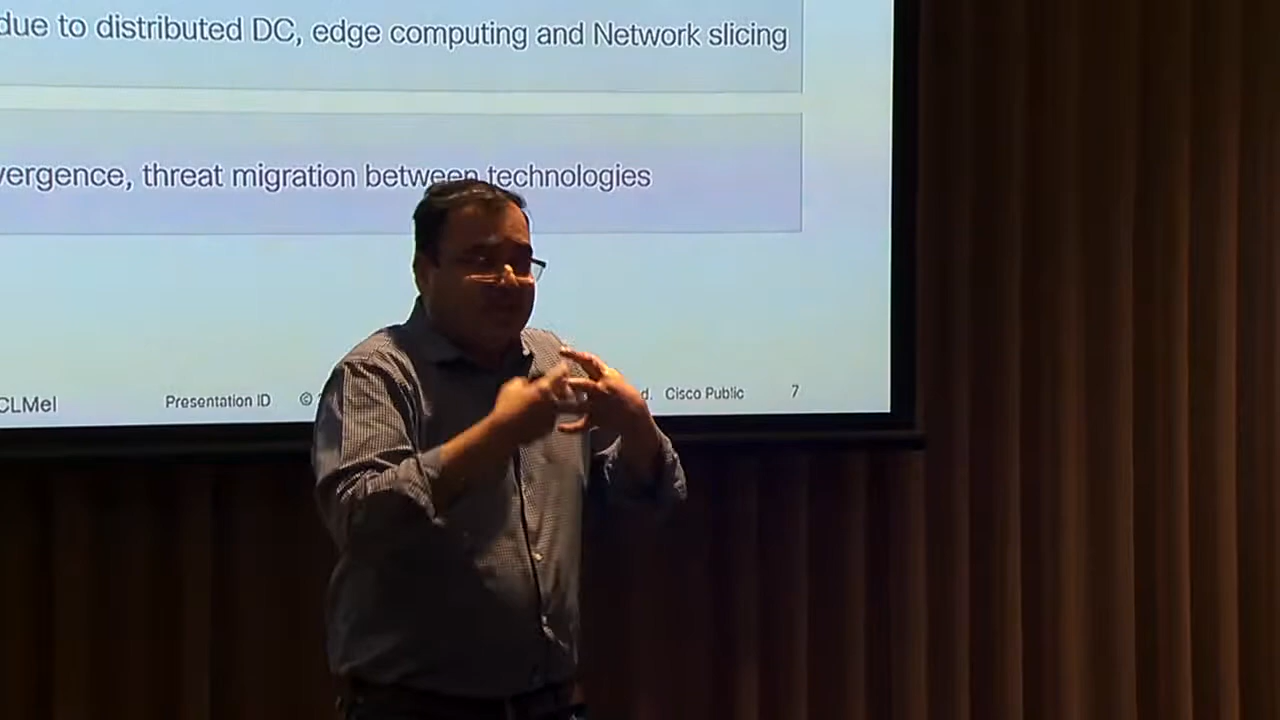 due to distributed DC, edge computing and Network slicing
vergence, threat migration between technologies
CLMel Presentation ID © d. Cisco Public 7